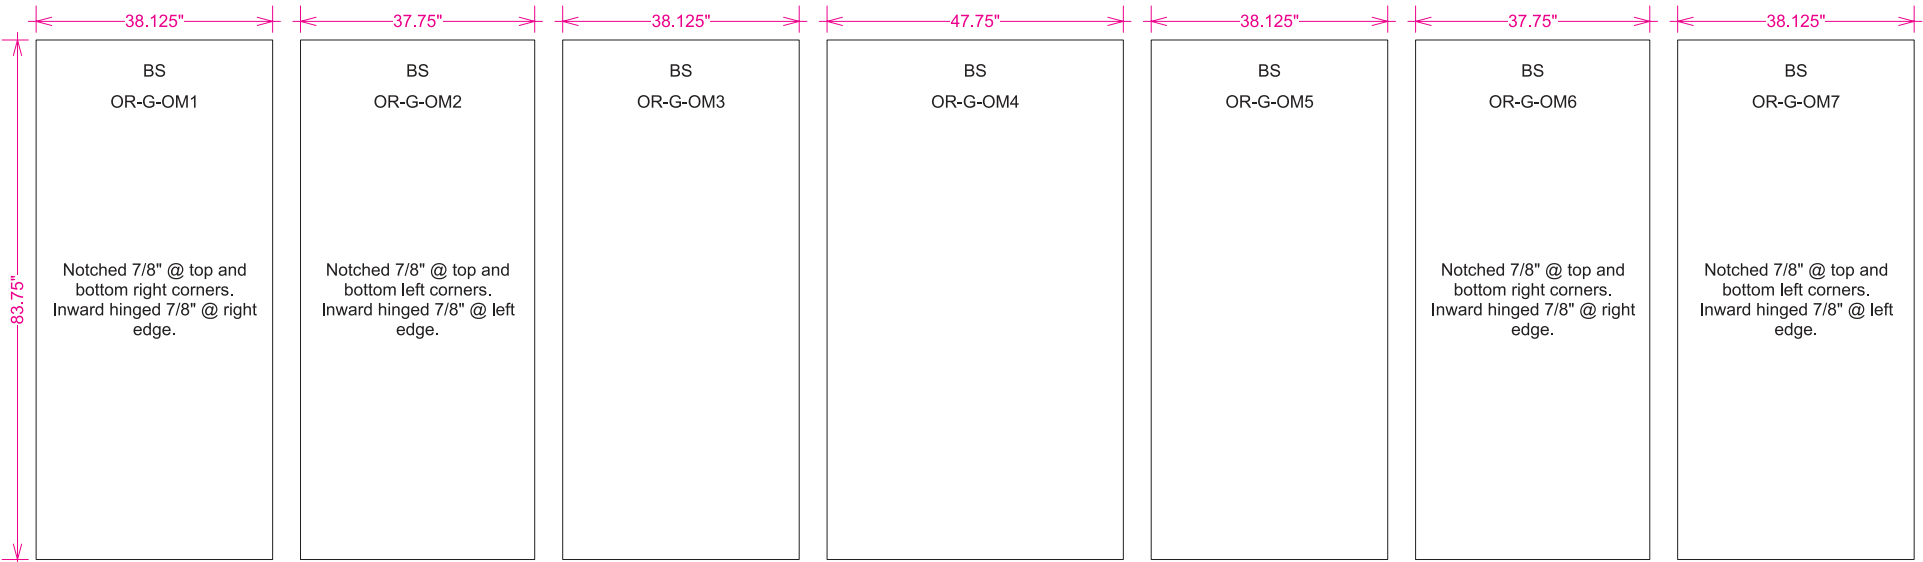 38.125"
37.75"
38.125"
47.75"
38.125"
37.75"
38.125"
83.75"
BS
OR-G-OM1
Notched 7/8" @ top and
bottom right corners.
Inward hinged 7/8" @ right
edge.
BS
OR-G-OM2
Notched 7/8" @ top and
bottom left corners.
Inward hinged 7/8" @ left
edge.
BS
OR-G-OM3
BS
OR-G-OM4
BS
OR-G-OM5
BS
OR-G-OM6
Notched 7/8" @ top and
bottom right corners.
Inward hinged 7/8" @ right
edge.
BS
OR-G-OM7
Notched 7/8" @ top and
bottom left corners.
Inward hinged 7/8" @ left
edge.